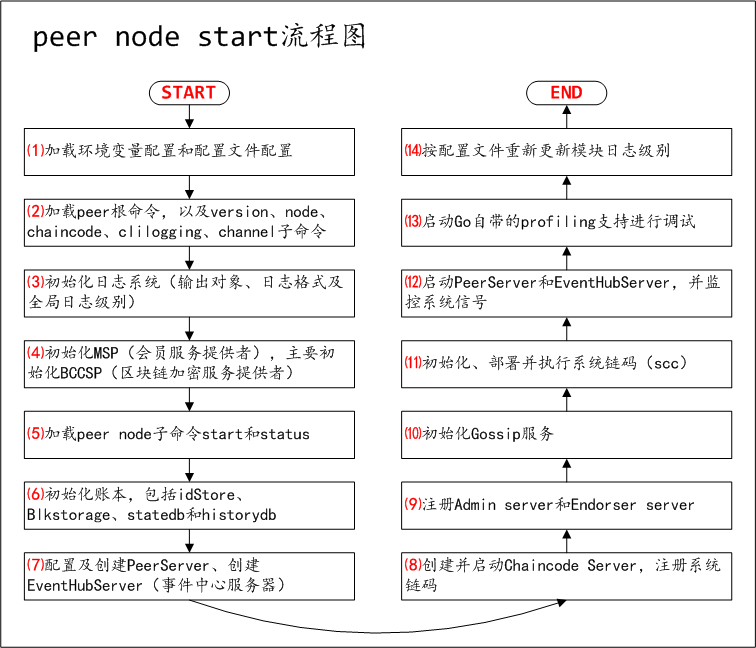 peer node start流程图
START
(1)加载环境变量配置和配置文件配置
(2)加载peer根命令，以及version、node、
chaincode、clilogging、channel子命令
(3)初始化日志系统（输出对象、日志格式及
全局日志级别）
(4)初始化MSP（会员服务提供者），主要初
始化BCCSP（区块链加密服务提供者）
(5)加载peer node子命令start和status
(6)初始化账本，包括idStore、
Blkstorage、statedb和historydb
(7)配置及创建PeerServer、创建
EventHubServer（事件中心服务器）
(8)创建并启动Chaincode Server，注册系统
链码
(9)注册Admin server和Endorser server
(10)初始化Gossip服务
(11)初始化、部署并执行系统链码（scc）
(12)启动PeerServer和EventHubServer，并监
控系统信号
(13)启动Go自带的profiling支持进行调试
(14)按配置文件重新更新模块日志级别
END